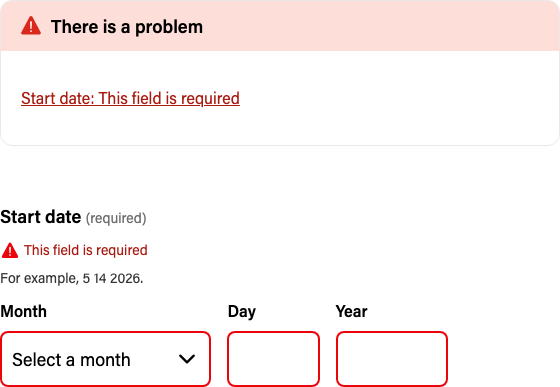 There is a problem
Start date: This field is required
Start date (required)
This field is required
For example, 5 14 2026.
Month Day Year
Select a month